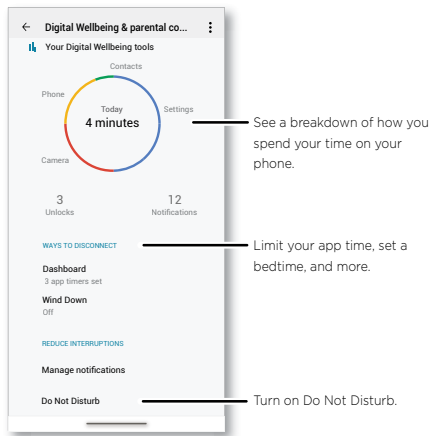 Digital Wellbeing & parental co...
Your Digital Wellbeing tools
Contacts
Phone
Today
Settings
4 minutes
Camera
3
12
Unlocks
Notifications
WAYS TO DISCONNECT
Dashboard
3 app timers set
Wind Down
Off
REDUCE INTERRUPTIONS
Manage notifications
Do Not Disturb
See a breakdown of how you
spend your time on your
phone.
Limit your app time, set a
bedtime, and more.
Turn on Do Not Disturb.